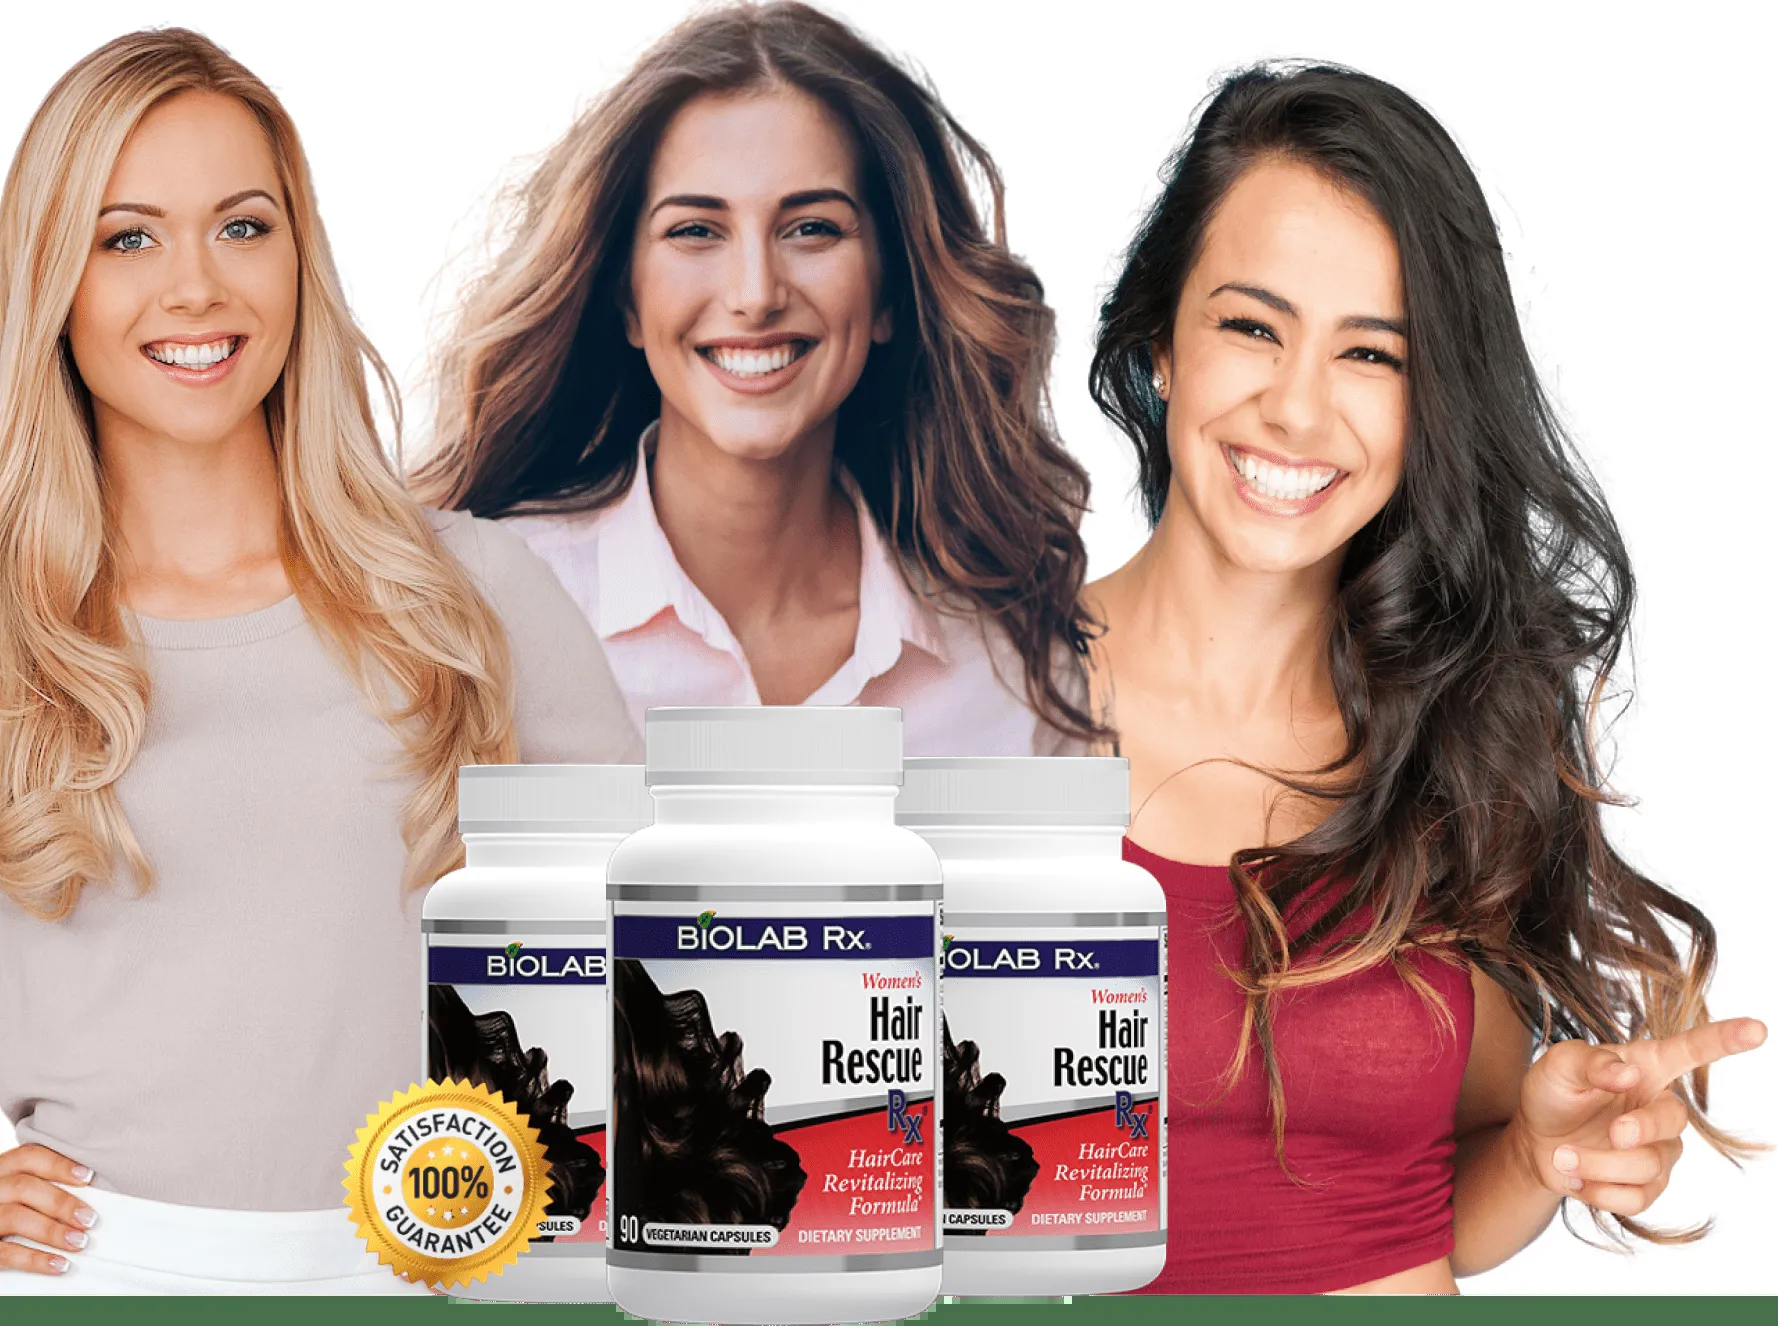 BiOLAB Rx®
Women's
Hair
Rescue
Rx®
HairCare
Revitalizing
Formula*
90 VEGETARIAN CAPSULES
DIETARY SUPPLEMENT
BiOLAB
SULES
D
OLAB Rx®
Women's
Hair
Rescue
Rx®
HairCare
Revitalizing
Formula*
CAPSULES
DIETARY SUPPLEMENT
SATISFACTION
100%
GUARANTEE